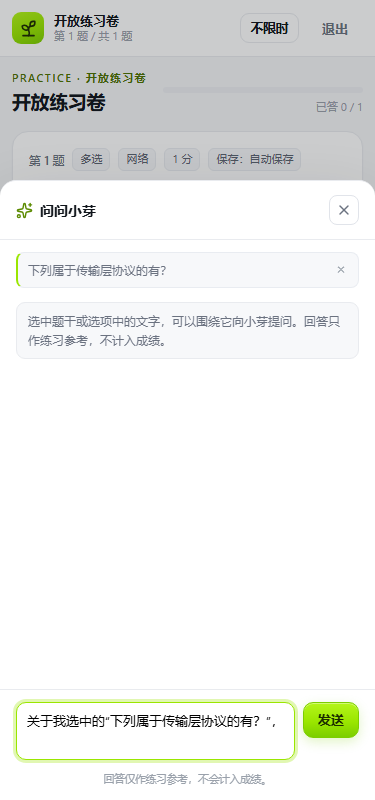 开放练习卷
第 1 题 / 共 1 题
不限时
退出
PRACTICE · 开放练习卷
开放练习卷
已答 0 / 1
第 1 题
多选
网络
1 分
保存：自动保存
问问小芽
下列属于传输层协议的有？
选中题干或选项中的文字，可以围绕它向小芽提问。回答只
作练习参考，不计入成绩。
关于我选中的“下列属于传输层协议的有？”，
发送
回答仅作练习参考，不会计入成绩。